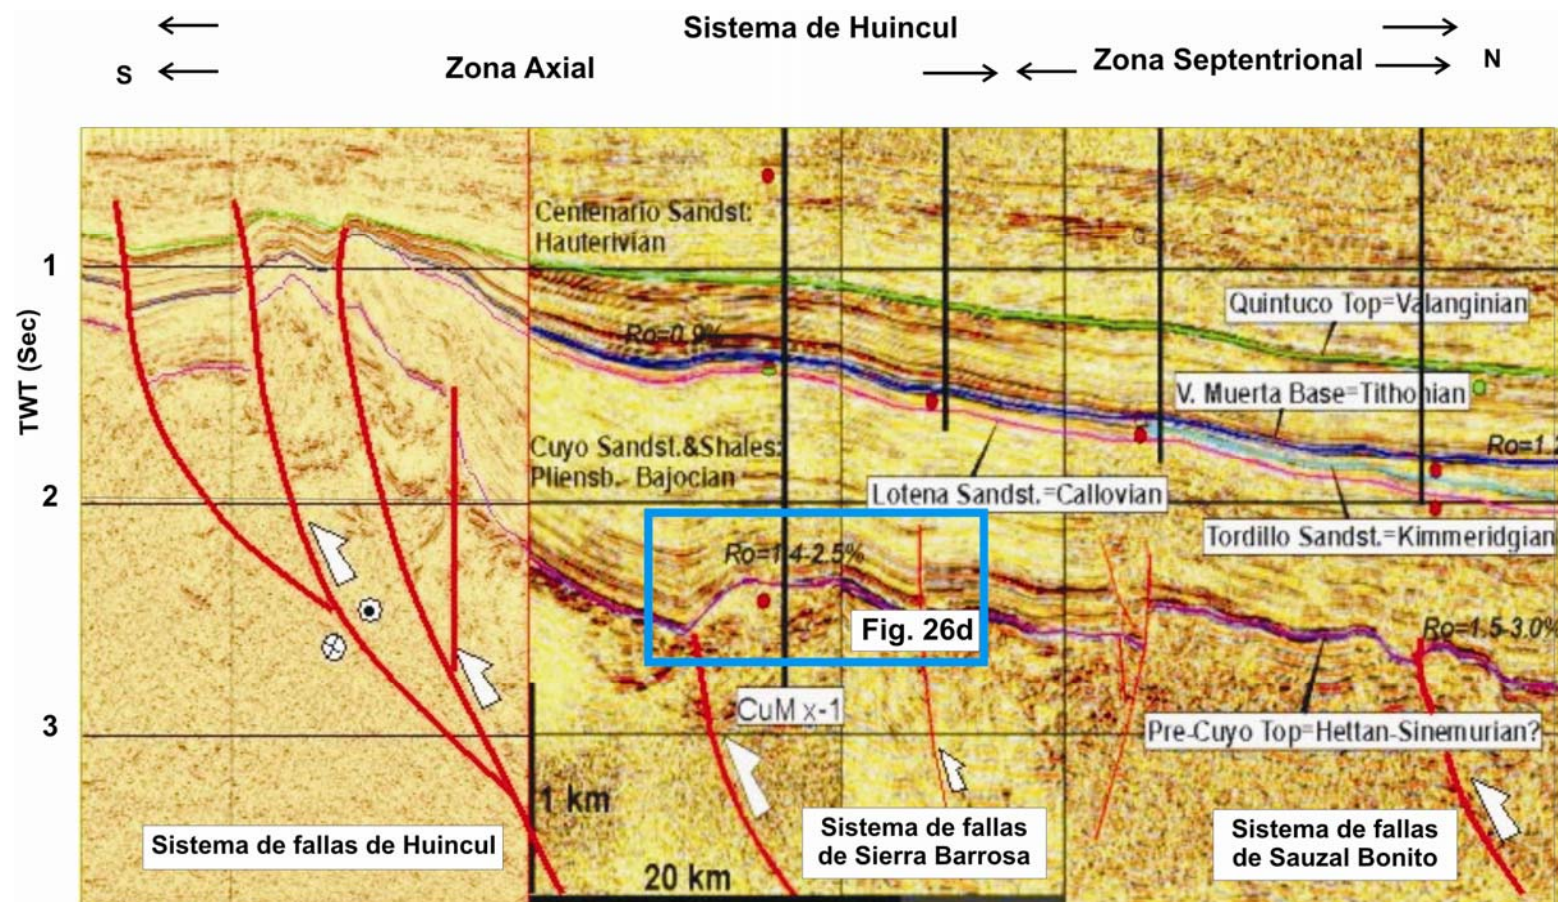 Sistema de Huincul
S
Zona Axial
Zona Septentrional
N
TWT (Sec)
1
2
3
Centenario Sandst:
Hauterivian
Quintuco Top=Valanginian
Ro=0.9%
V. Muerta Base=Tithonian
Cuyo Sandst.&Shales:
Pliensb.- Bajocian
Ro=1.2
Lotena Sandst.=Callovian
Tordillo Sandst.=Kimmeridgian
Ro=1.4-2.5%
Fig. 26d
Ro=1.5-3.0%
CuM x-1
Pre-Cuyo Top=Hettan-Sinemurian?
1 km
20 km
Sistema de fallas de Huincul
Sistema de fallas
de Sierra Barrosa
Sistema de fallas
de Sauzal Bonito